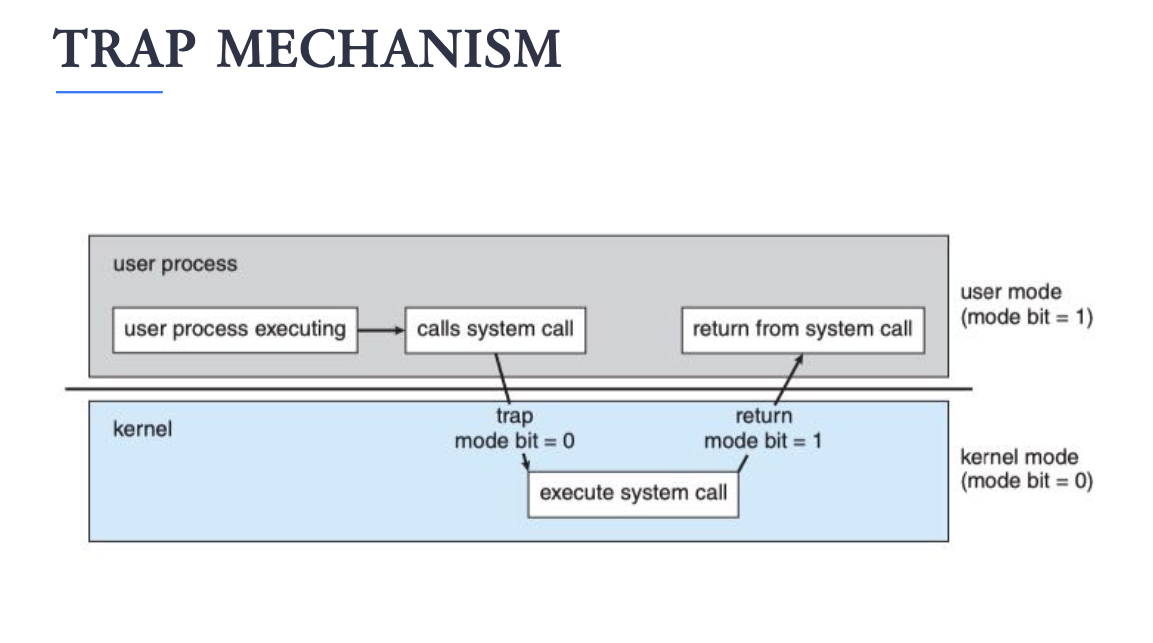 TRAP MECHANISM
user process
user process executing
calls system call
return from system call
user mode
(mode bit = 1)
kernel
trap
mode bit = 0
return
mode bit = 1
execute system call
kernel mode
(mode bit = 0)